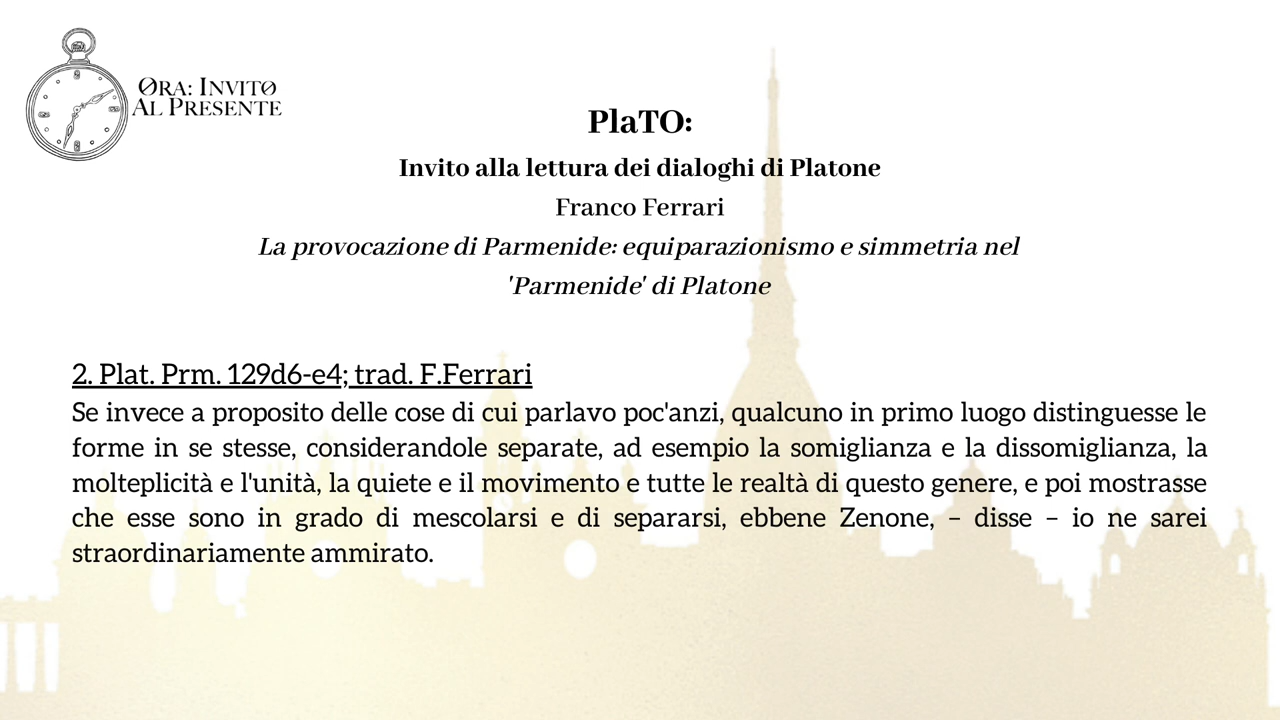 ØRA: INVITØ
AL PRESENTE
PlaTO:
Invito alla lettura dei dialoghi di Platone
Franco Ferrari
La provocazione di Parmenide: equiparazionismo e simmetria nel
'Parmenide' di Platone
2. Plat. Prm. 129d6-e4; trad. F.Ferrari
Se invece a proposito delle cose di cui parlavo poc'anzi, qualcuno in primo luogo distinguesse le
forme in se stesse, considerandole separate, ad esempio la somiglianza e la dissomiglianza, la
molteplicità e l'unità, la quiete e il movimento e tutte le realtà di questo genere, e poi mostrasse
che esse sono in grado di mescolarsi e di separarsi, ebbene Zenone, – disse – io ne sarei
straordinariamente ammirato.